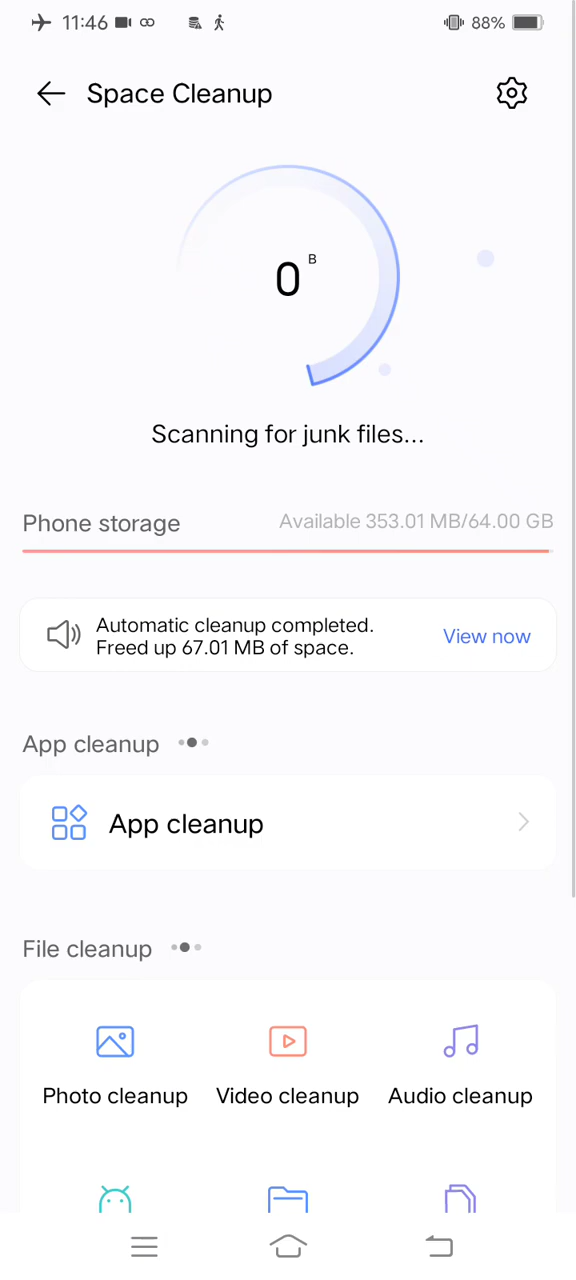 11:46
88%
Space Cleanup
0 B
Scanning for junk files...
Phone storage
Available 353.01 MB/64.00 GB
Automatic cleanup completed.
Freed up 67.01 MB of space.
View now
App cleanup
App cleanup
File cleanup
Photo cleanup
Video cleanup
Audio cleanup